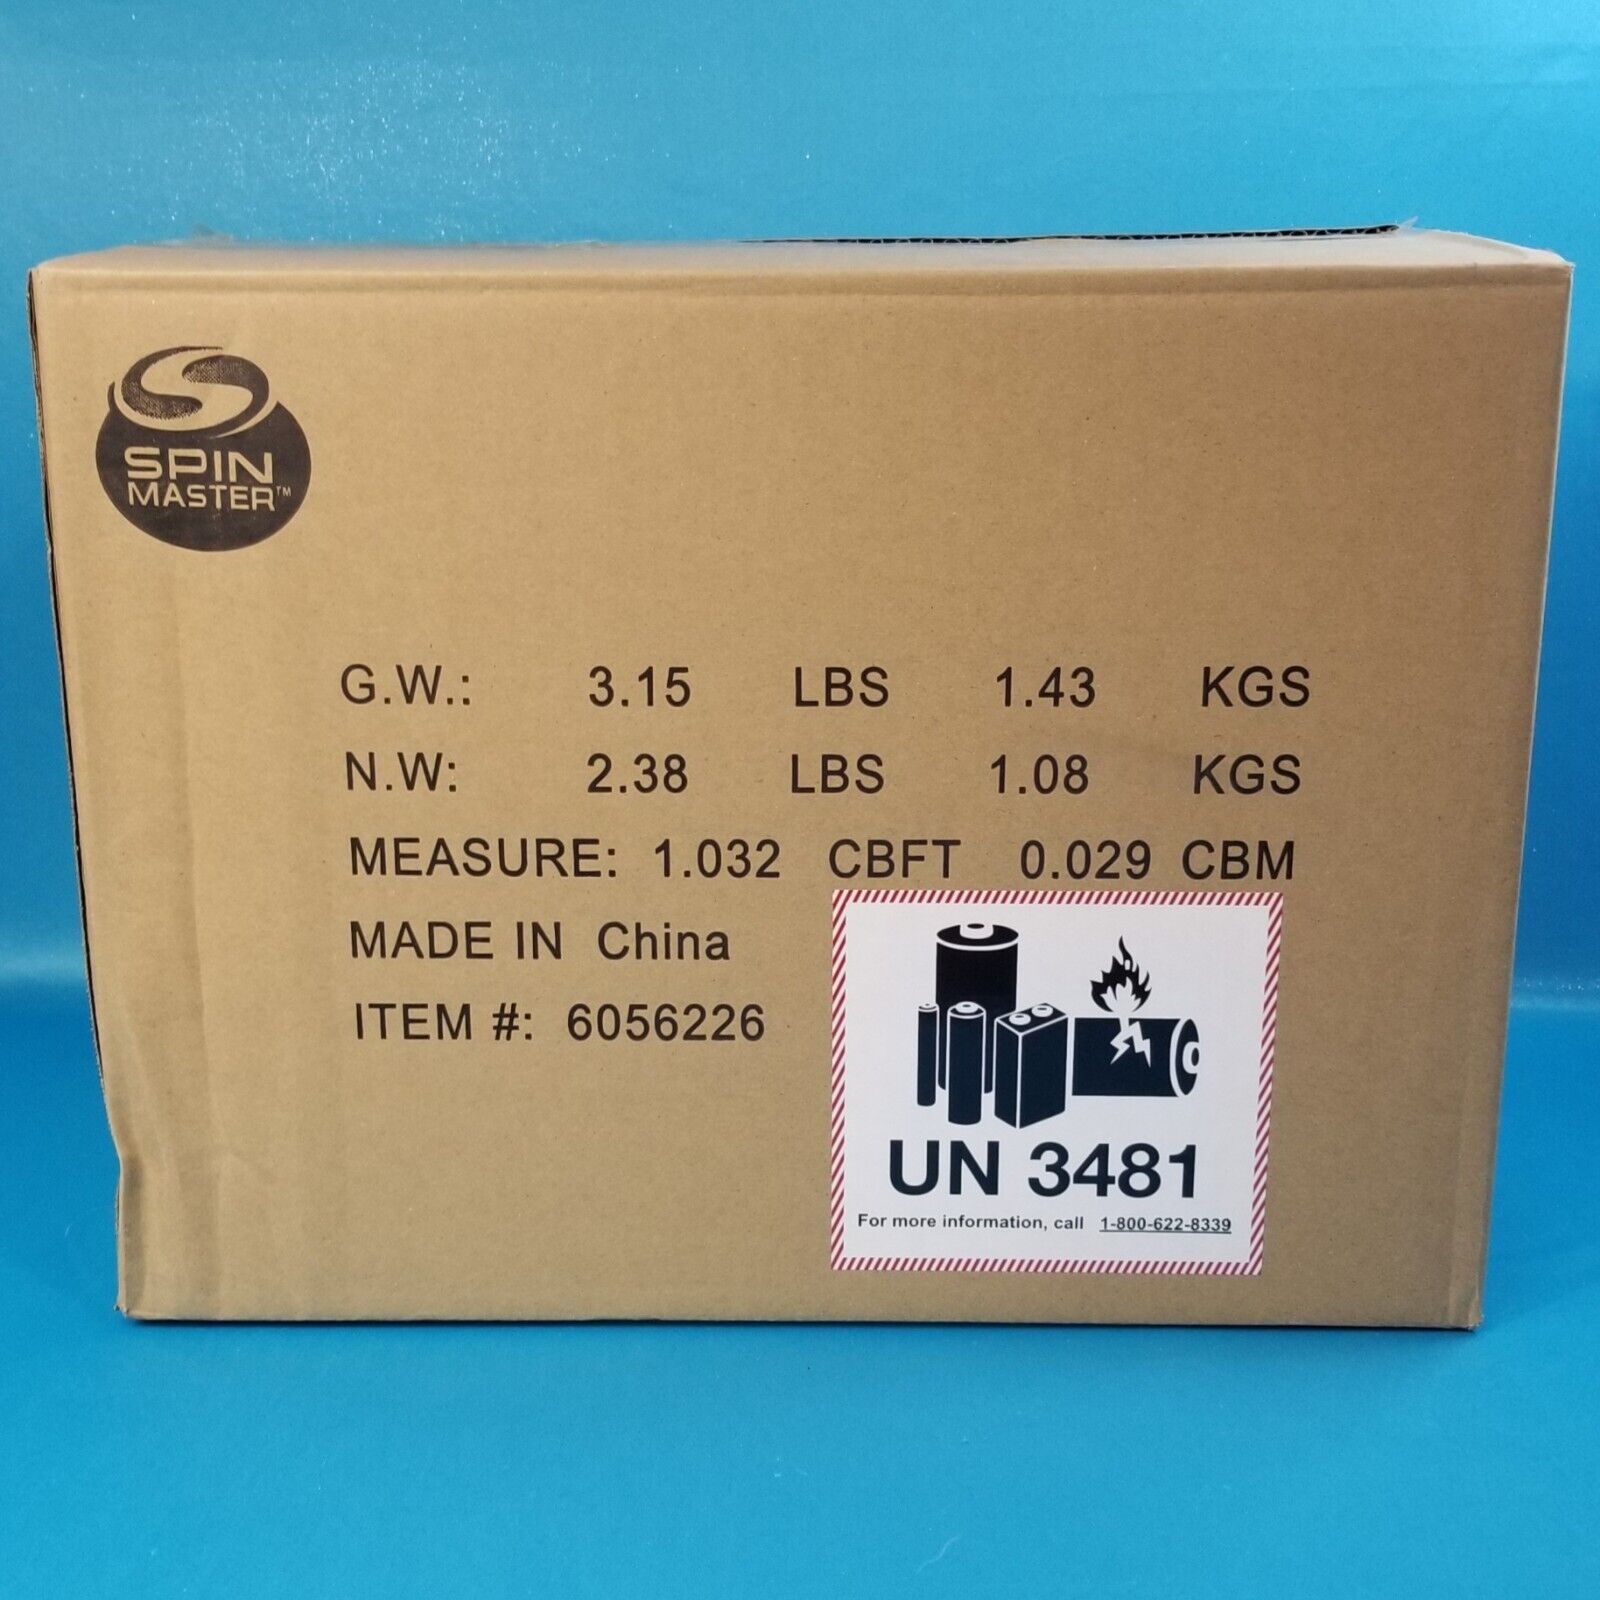 SPIN
MASTER™
G.W.: 3.15 LBS 1.43 KGS
N.W: 2.38 LBS 1.08 KGS
MEASURE: 1.032 CBFT 0.029 CBM
MADE IN China
ITEM #: 6056226
UN 3481
For more information, call 1-800-622-8339